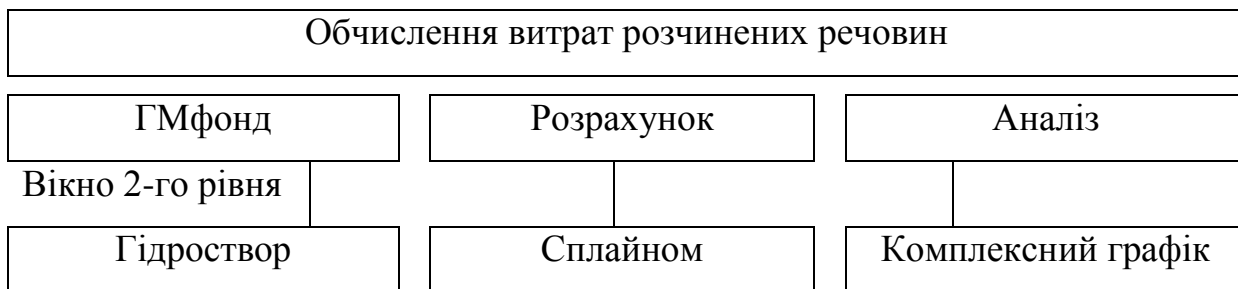 Обчислення витрат розчинених речовин
ГМфонд
Розрахунок
Аналіз
Вікно 2-го рівня
Гідроствор
Сплайном
Комплексний графік